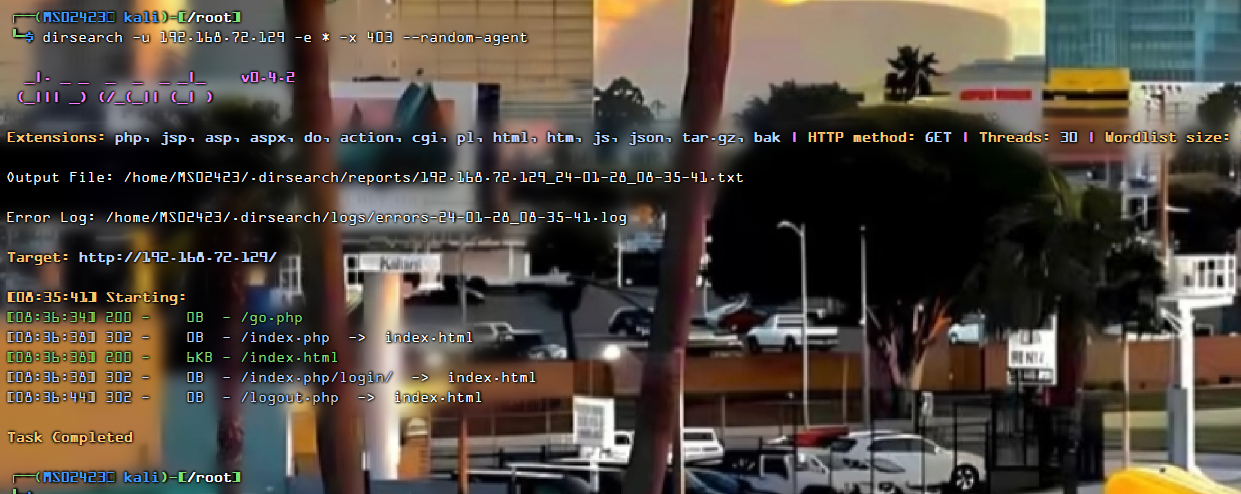 ┌──(MS02423㉿ kali)-[/root]
└─$ dirsearch -u 192.168.72.129 -e * -x 403 --random-agent
_|. _ _  _  _  _ _|_    v0.4.2
(_||| _) (/_(_|| (_| )
Extensions: php, jsp, asp, aspx, do, action, cgi, pl, html, htm, js, json, tar.gz, bak | HTTP method: GET | Threads: 30 | Wordlist size:
Output File: /home/MS02423/.dirsearch/reports/192.168.72.129_24-01-28_08-35-41.txt
Error Log: /home/MS02423/.dirsearch/logs/errors-24-01-28_08-35-41.log
Target: http://192.168.72.129/
[08:35:41] Starting:
[08:36:34] 200 -    0B  - /go.php
[08:36:38] 302 -    0B  - /index.php  ->  index.html
[08:36:38] 200 -    6KB - /index.html
[08:36:38] 302 -    0B  - /index.php/login/  ->  index.html
[08:36:44] 302 -    0B  - /logout.php  ->  index.html
Task Completed
┌──(MS02423㉿ kali)-[/root]